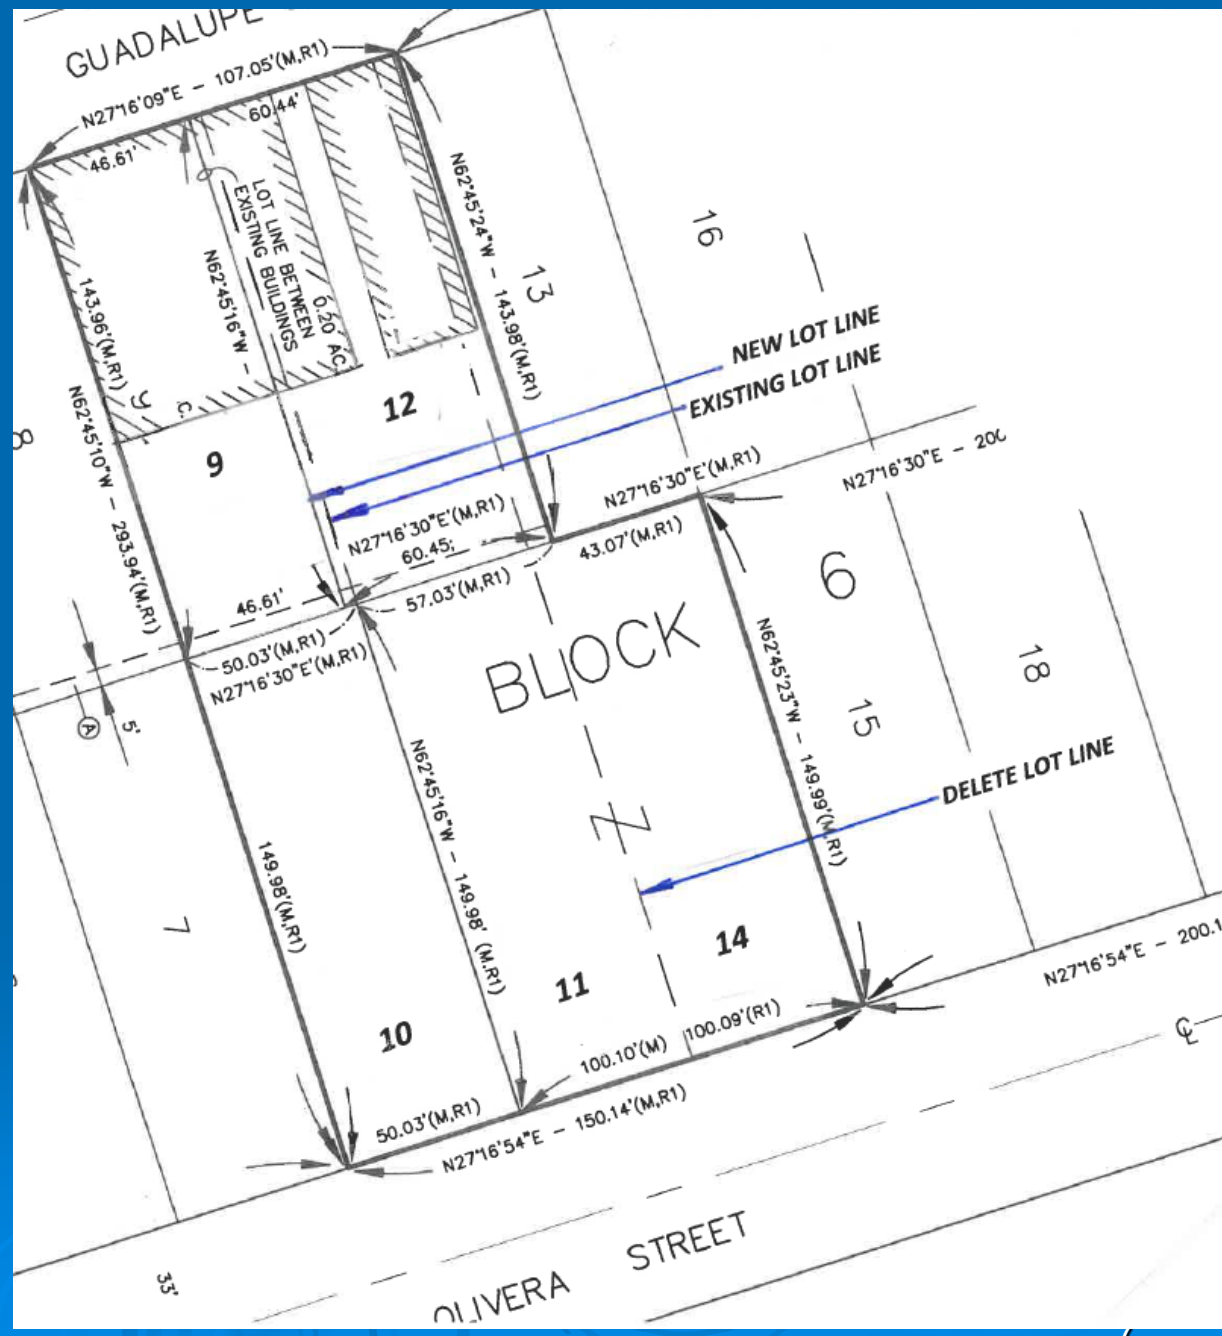 GUADALUPE
N27°16'09"E - 107.05'(M,R1)
60.44'
46.61'
LOT LINE BETWEEN
EXISTING BUILDINGS
0.20 AC.
N62°45'16"W -
N62°45'24"W - 143.98'(M,R1)
13
16
143.96'(M,R1)
N62°45'10"W - 293.94'(M,R1)
8
C.
9
12
NEW LOT LINE
EXISTING LOT LINE
N27°16'30"E'(M,R1)
60.45;
N27°16'30"E'(M,R1)
43.07'(M,R1)
N27°16'30"E - 200
46.61'
57.03'(M,R1)
50.03'(M,R1)
N27°16'30"E'(M,R1)
A
5'
BLOCK
6
Z
N62°45'23"W - 149.99'(M,R1)
15
18
N62°45'16"W - 149.98' (M.R1)
149.98'(M,R1)
7
DELETE LOT LINE
14
11
10
100.10'(M)
100.09'(R1)
50.03'(M,R1)
N27°16'54"E - 150.14'(M,R1)
N27°16'54"E - 200.1
33'
OLIVERA STREET